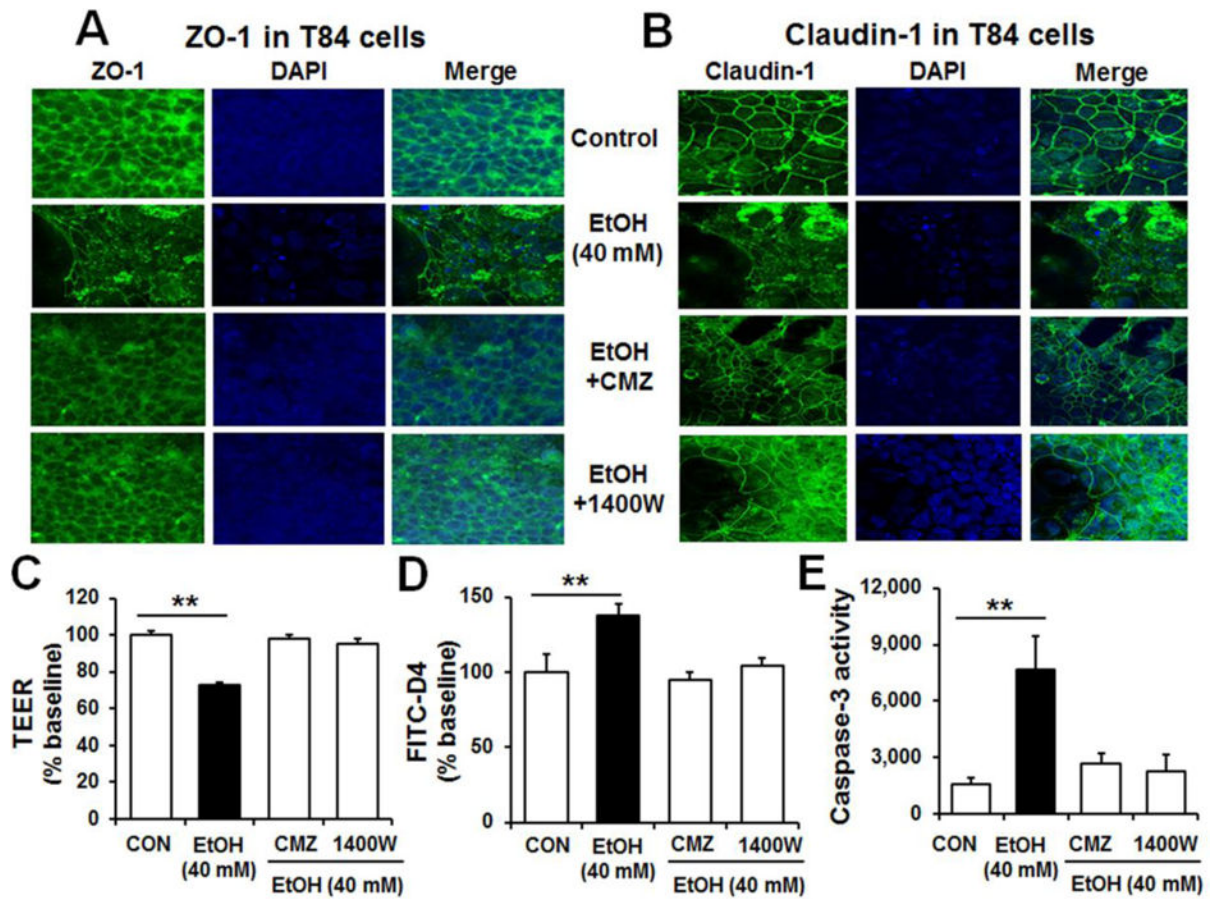 A
ZO-1 in T84 cells
ZO-1 DAPI Merge
B
Claudin-1 in T84 cells
Claudin-1 DAPI Merge
Control
EtOH
(40 mM)
EtOH
+CMZ
EtOH
+1400W
C
TEER
(% baseline)
120
100
80
60
40
20
0
**
CON EtOH
(40 mM)
CMZ 1400W
EtOH (40 mM)
D
FITC-D4
(% baseline)
150
100
50
0
**
CON EtOH
(40 mM)
CMZ 1400W
EtOH (40 mM)
E
Caspase-3 activity
12,000
9,000
6,000
3,000
0
**
CON EtOH
(40 mM)
CMZ 1400W
EtOH (40 mM)